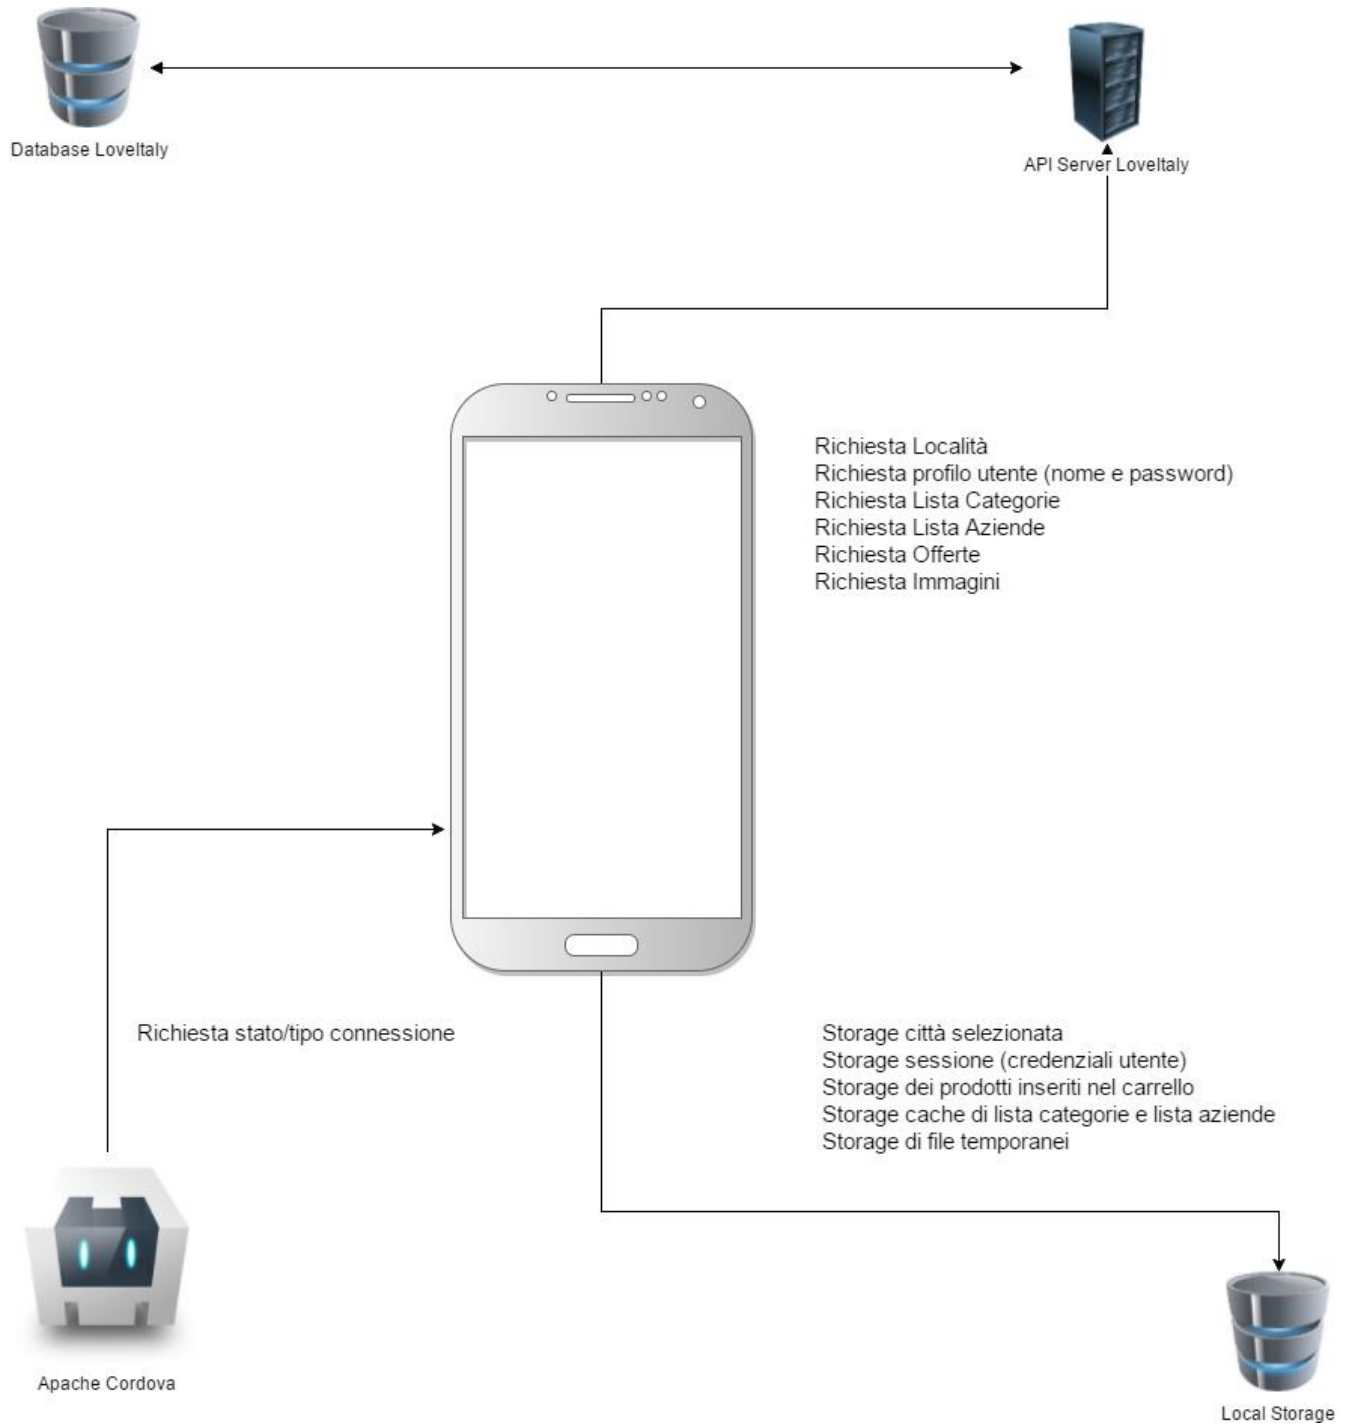 Database LoveItaly
API Server LoveItaly
Richiesta Località
Richiesta profilo utente (nome e password)
Richiesta Lista Categorie
Richiesta Lista Aziende
Richiesta Offerte
Richiesta Immagini
Richiesta stato/tipo connessione
Storage città selezionata
Storage sessione (credenziali utente)
Storage dei prodotti inseriti nel carrello
Storage cache di lista categorie e lista aziende
Storage di file temporanei
Apache Cordova
Local Storage